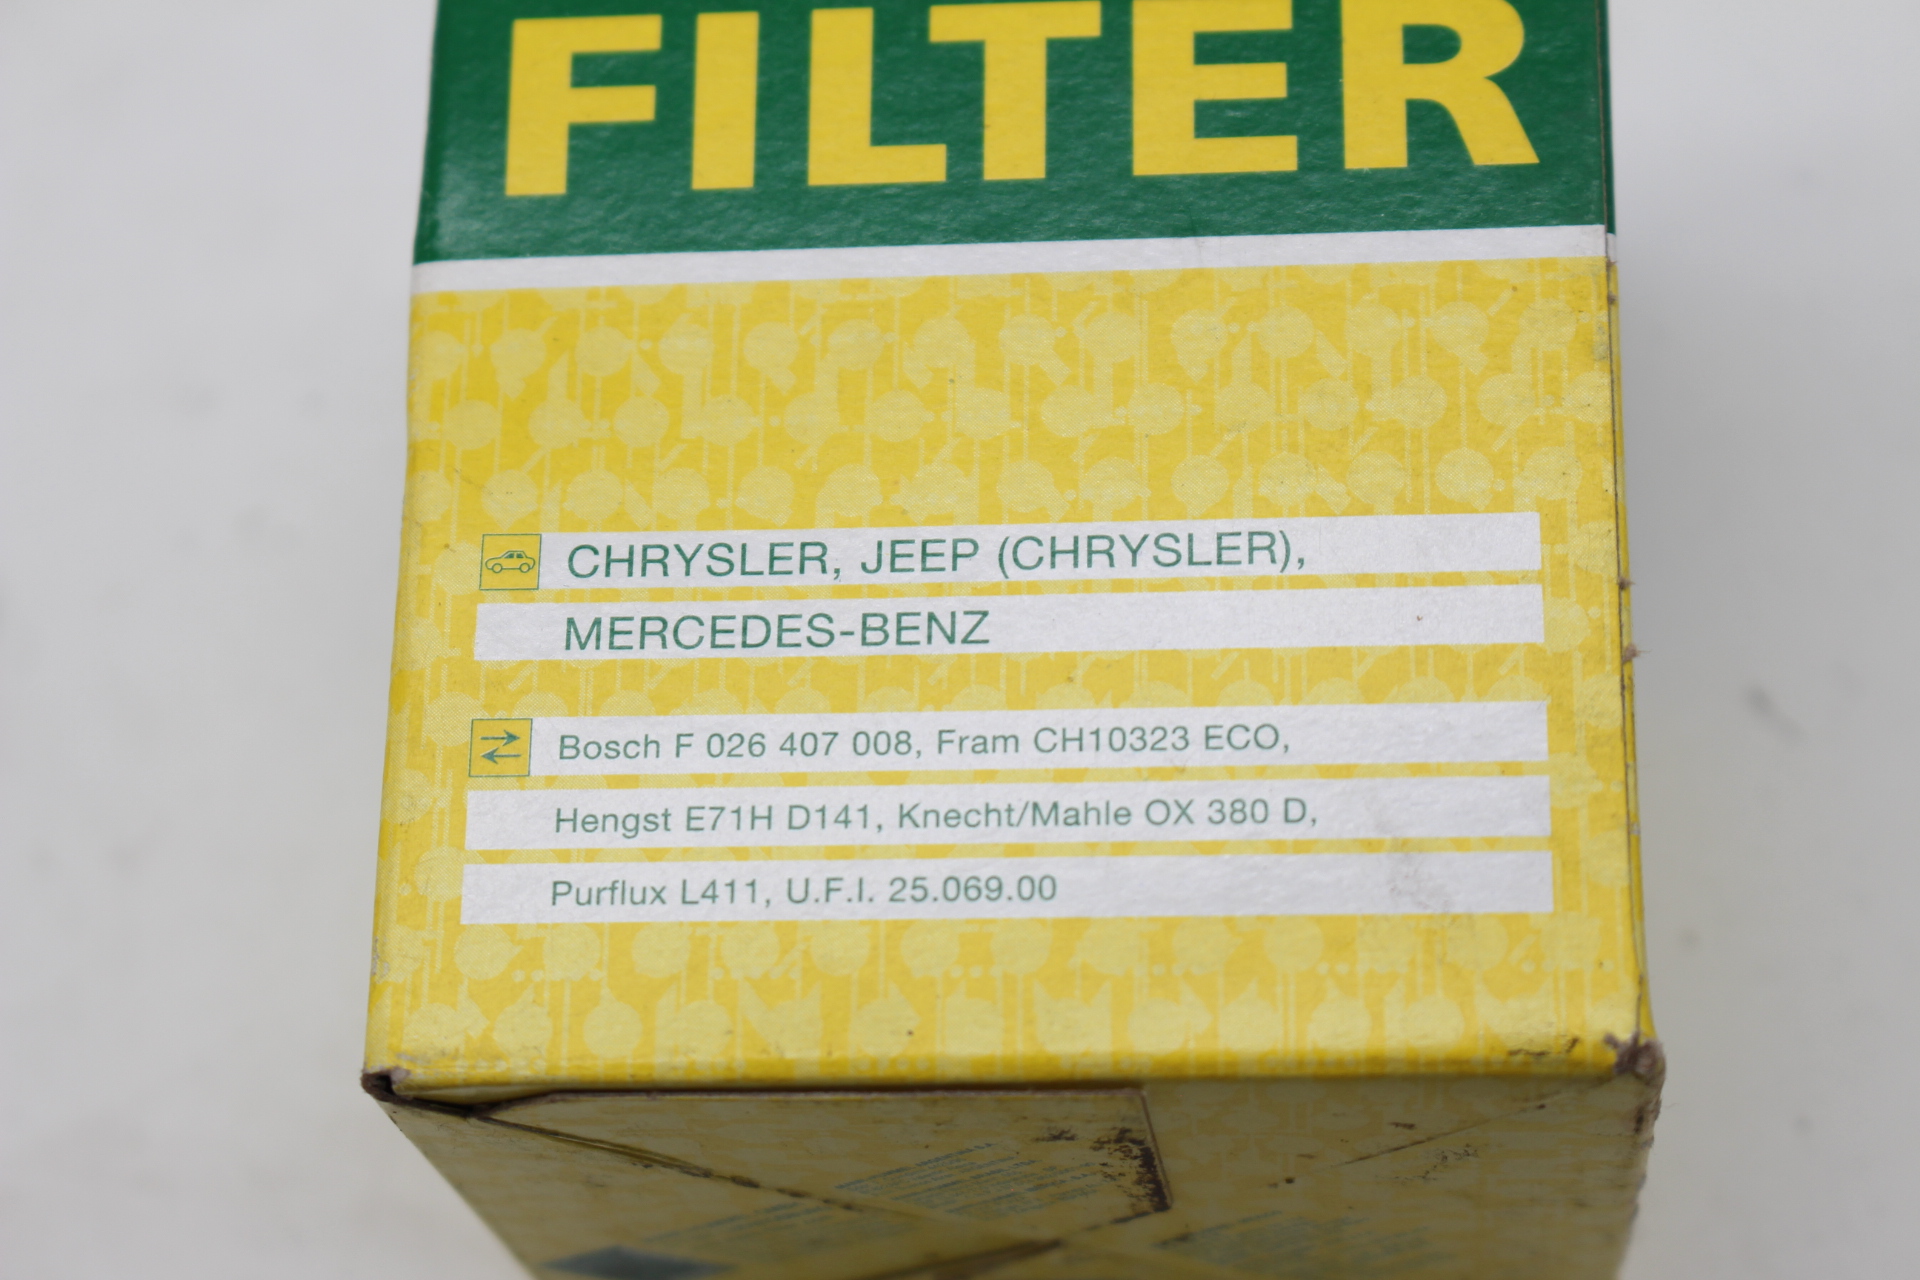 FILTER
CHRYSLER, JEEP (CHRYSLER),
MERCEDES-BENZ
Bosch F 026 407 008, Fram CH10323 ECO,
Hengst E71H D141, Knecht/Mahle OX 380 D,
Purflux L411, U.F.I. 25.069.00